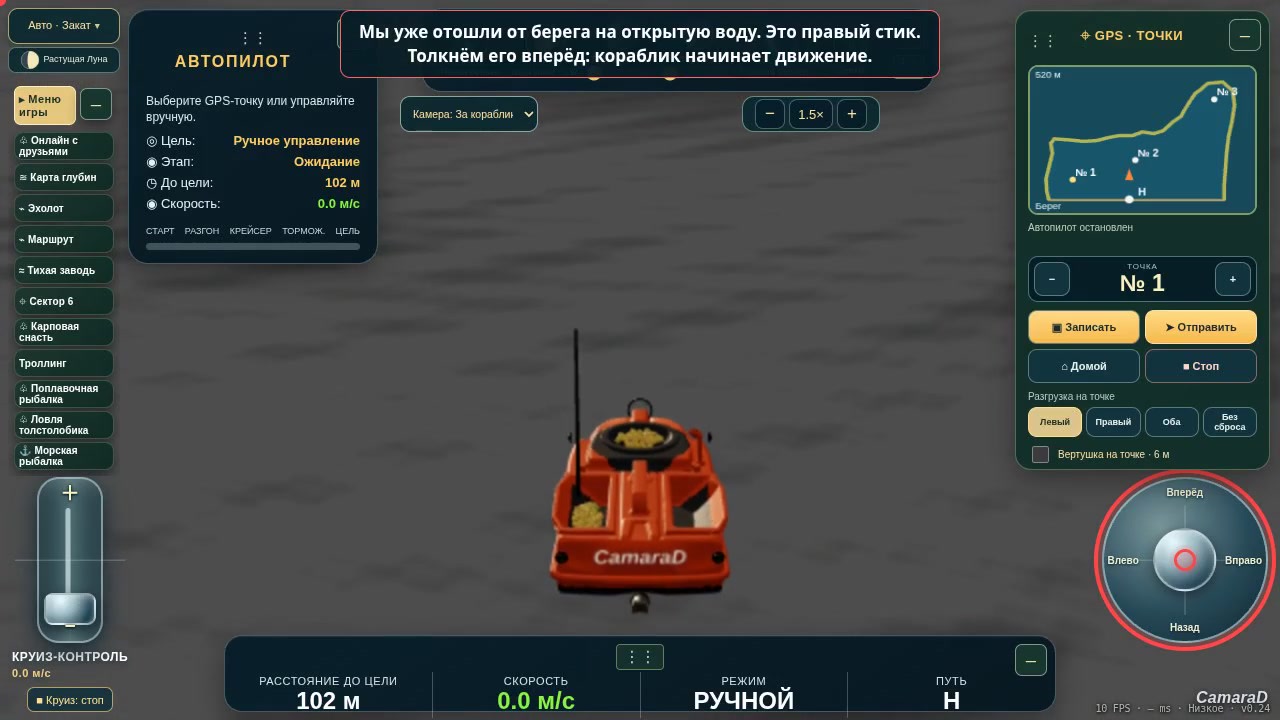 Авто · Закат ▾
Растущая Луна
▸ Меню игры
–
♧ Онлайн с друзьями
≋ Карта глубин
⌁ Эхолот
⌁ Маршрут
≈ Тихая заводь
⌖ Сектор 6
♧ Карповая снасть
Троллинг
♧ Поплавочная рыбалка
♧ Ловля толстолобика
⚓ Морская рыбалка
+
–
КРУИЗ-КОНТРОЛЬ
0.0 м/с
■ Круиз: стоп
АВТОПИЛОТ
Выберите GPS-точку или управляйте
вручную.
◎ Цель: Ручное управление
◉ Этап: Ожидание
◷ До цели: 102 м
◉ Скорость: 0.0 м/с
СТАРТ РАЗГОН КРЕЙСЕР ТОРМОЖ. ЦЕЛЬ
Мы уже отошли от берега на открытую воду. Это правый стик.
Толкнём его вперёд: кораблик начинает движение.
Камера: За кораблик
− 1.5× +
CamaraD
⌖ GPS · ТОЧКИ
–
520 м
№ 3
№ 2
№ 1
Н
Берег
Автопилот остановлен
ТОЧКА
− № 1 +
▣ Записать ➤ Отправить
⌂ Домой ■ Стоп
Разгрузка на точке
Левый Правый Оба Без сброса
Вертушка на точке · 6 м
Вперёд
Влево Вправо
Назад
–
РАССТОЯНИЕ ДО ЦЕЛИ СКОРОСТЬ РЕЖИМ ПУТЬ
102 м 0.0 м/с РУЧНОЙ Н
CamaraD
10 FPS · — ms · Низкое · v0.24